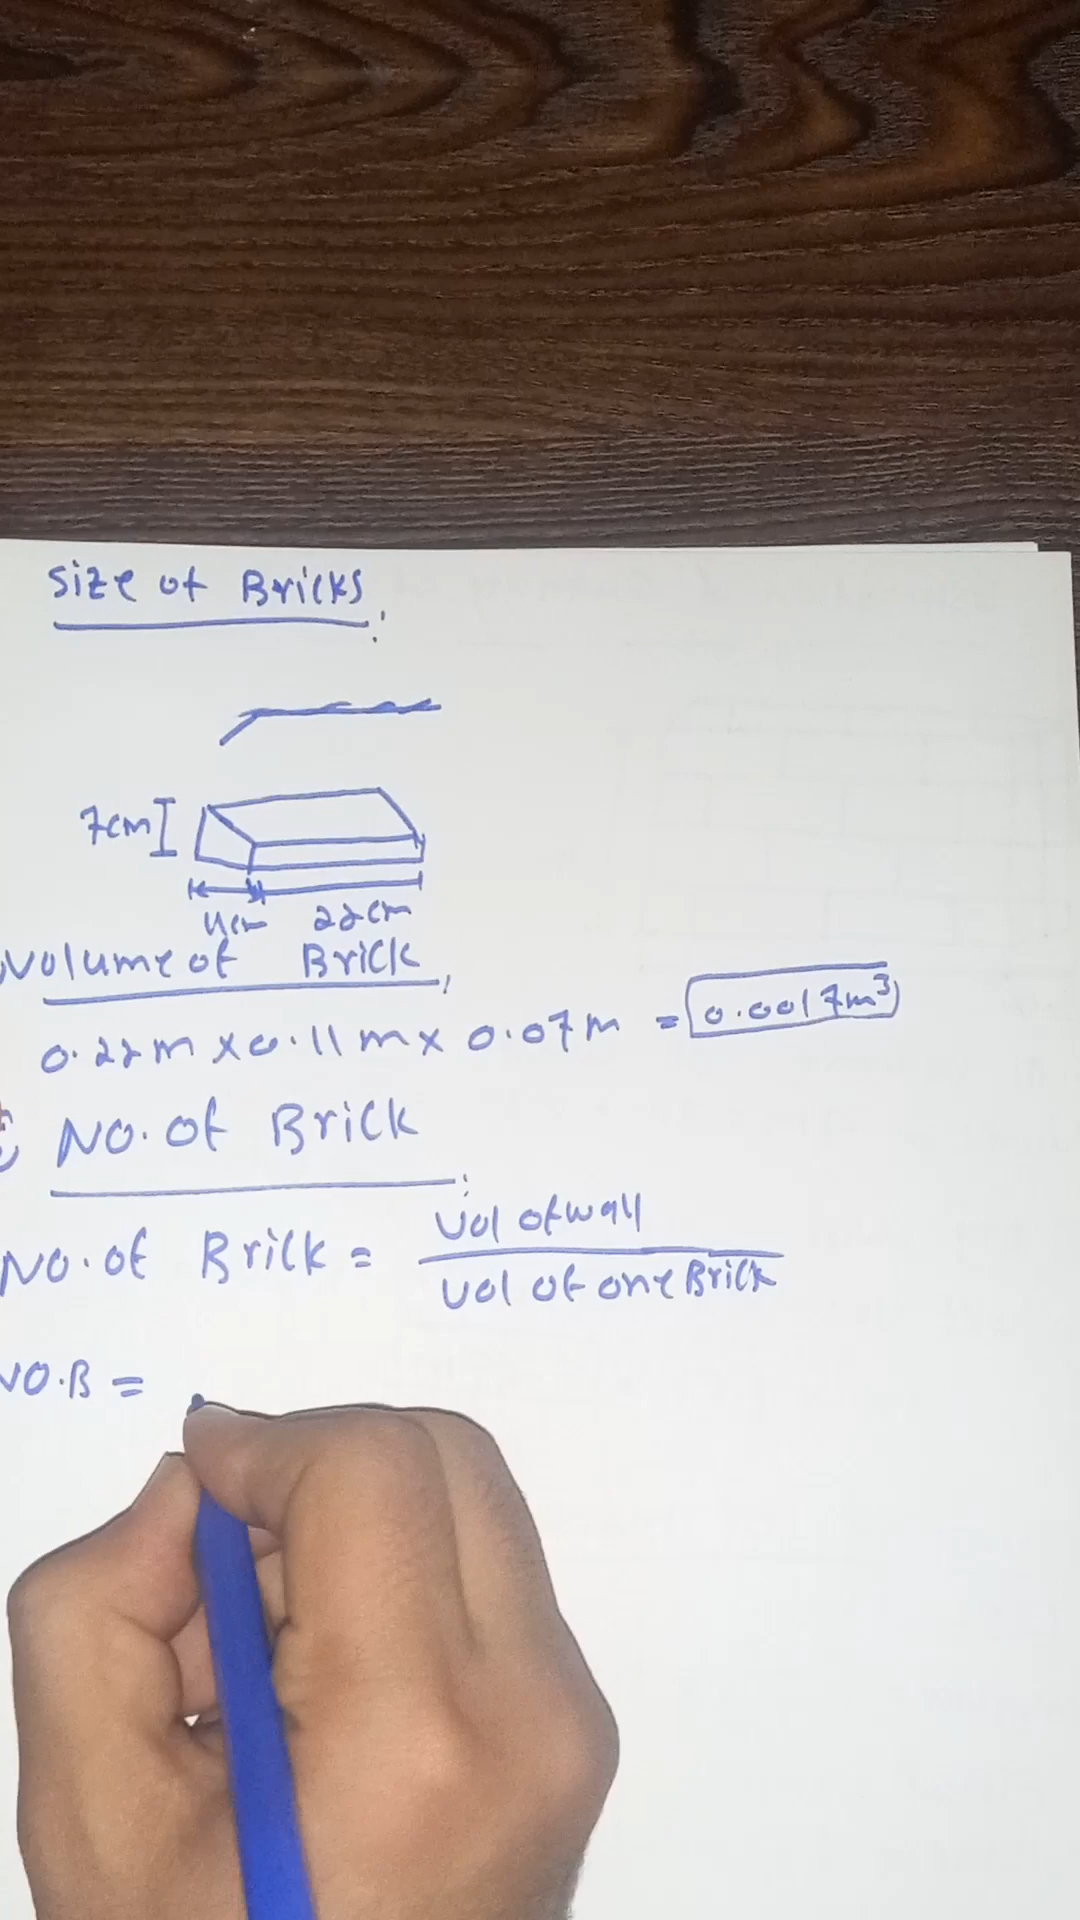 Size of Bricks:
7cm
11cm 22cm
Volume of Brick,
0.22m x 0.11m x 0.07m = 0.0017m³
No. of Brick:
No. of Brick = Vol of wall
Vol of one Brick
NO.B =